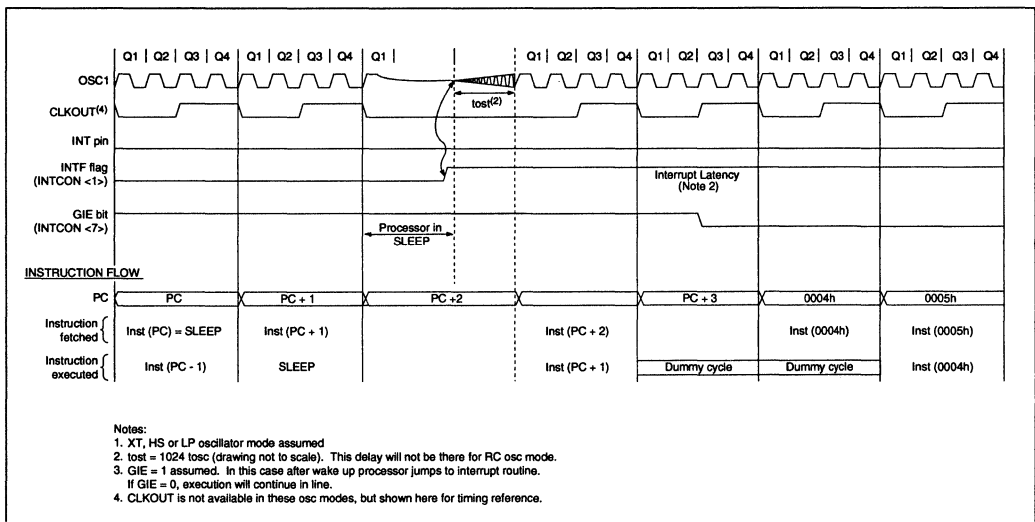 Q1 | Q2 | Q3 | Q4 Q1 | Q2 | Q3 | Q4 Q1 | Q1 | Q2 | Q3 | Q4 Q1 | Q2 | Q3 | Q4 Q1 | Q2 | Q3 | Q4 Q1 | Q2 | Q3 | Q4
OSC1
tost(2)
CLKOUT(4)
INT pin
INTF flag
(INTCON <1>)
Interrupt Latency
(Note 2)
GIE bit
(INTCON <7>)
Processor in
SLEEP
INSTRUCTION FLOW
PC PC PC + 1 PC +2 PC + 3 0004h 0005h
Instruction
fetched
Inst (PC) = SLEEP Inst (PC + 1) Inst (PC + 2) Inst (0004h) Inst (0005h)
Instruction
executed
Inst (PC - 1) SLEEP Inst (PC + 1) Dummy cycle Dummy cycle Inst (0004h)
Notes:
1. XT, HS or LP oscillator mode assumed
2. tost = 1024 tosc (drawing not to scale). This delay will not be there for RC osc mode.
3. GIE = 1 assumed. In this case after wake up processor jumps to interrupt routine.
If GIE = 0, execution will continue in line.
4. CLKOUT is not available in these osc modes, but shown here for timing reference.